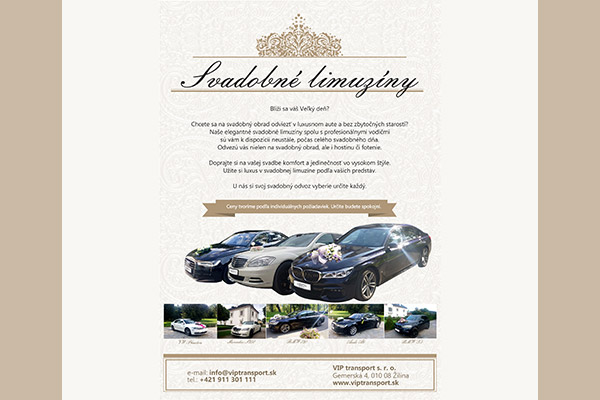 Svadobné limuzíny
Blíži sa váš Veľký deň?
Chcete sa na svadobný obrad odviezť v luxusnom aute a bez zbytočných starostí?
Naše elegantné svadobné limuzíny spolu s profesionálnymi vodičmi
sú vám k dispozícii neustále, počas celého svadobného dňa.
Odvezú vás nielen na svadobný obrad, ale i hostinu či fotenie.
Doprajte si na vašej svadbe komfort a jedinečnosť vo vysokom štýle.
Užite si luxus v svadobnej limuzíne podľa vašich predstáv.
U nás si svoj svadobný odvoz vyberie určite každý.
Ceny tvoríme podľa individuálnych požiadaviek. Určite budete spokojní.
e-mail: info@viptransport.sk
tel.: +421 911 301 111
VIP transport s. r. o.
Gemerská 4, 010 08 Žilina
www.viptransport.sk